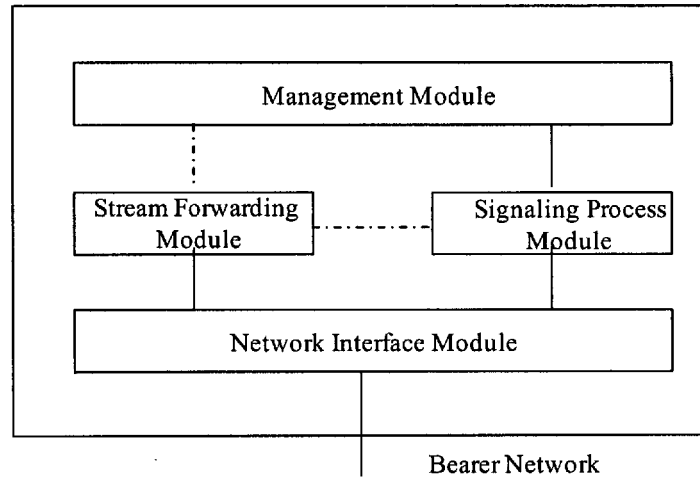 Management Module
Stream Forwarding
Module
Signaling Process
Module
Network Interface Module
Bearer Network